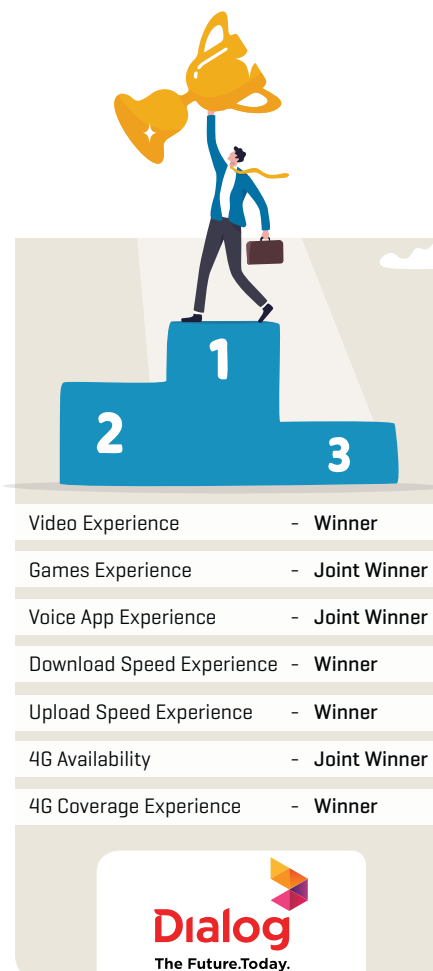 1
2
3
Video Experience - Winner
Games Experience - Joint Winner
Voice App Experience - Joint Winner
Download Speed Experience - Winner
Upload Speed Experience - Winner
4G Availability - Joint Winner
4G Coverage Experience - Winner
Dialog
The Future.Today.